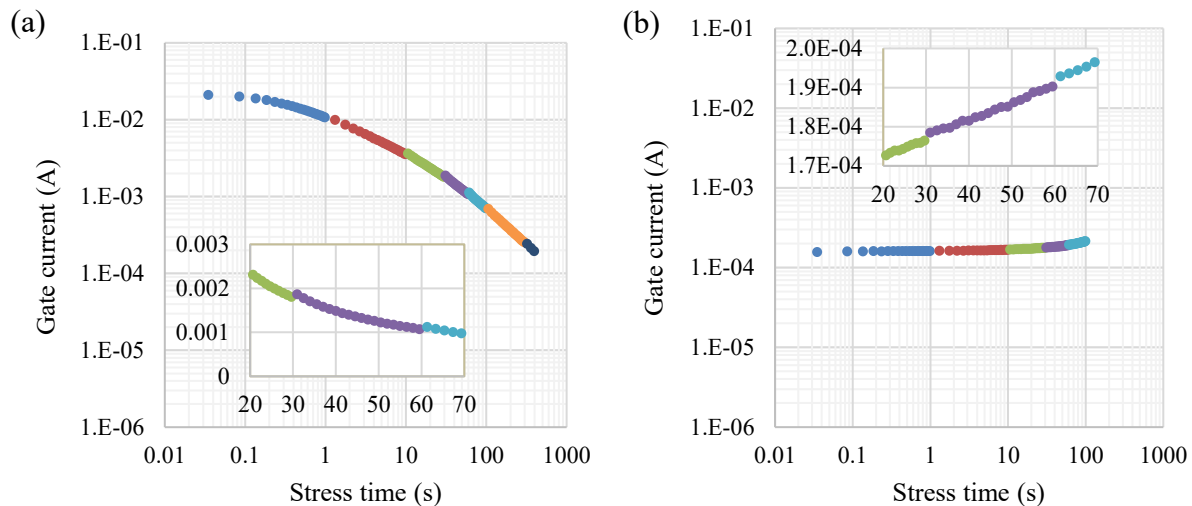 (a)
1.E-01
1.E-02
1.E-03
1.E-04
1.E-05
1.E-06
Gate current (A)
0.003
0.002
0.001
0
20 30 40 50 60 70
0.01 0.1 1 10 100 1000
Stress time (s)
(b)
1.E-01
1.E-02
1.E-03
1.E-04
1.E-05
1.E-06
Gate current (A)
2.0E-04
1.9E-04
1.8E-04
1.7E-04
20 30 40 50 60 70
0.01 0.1 1 10 100 1000
Stress time (s)